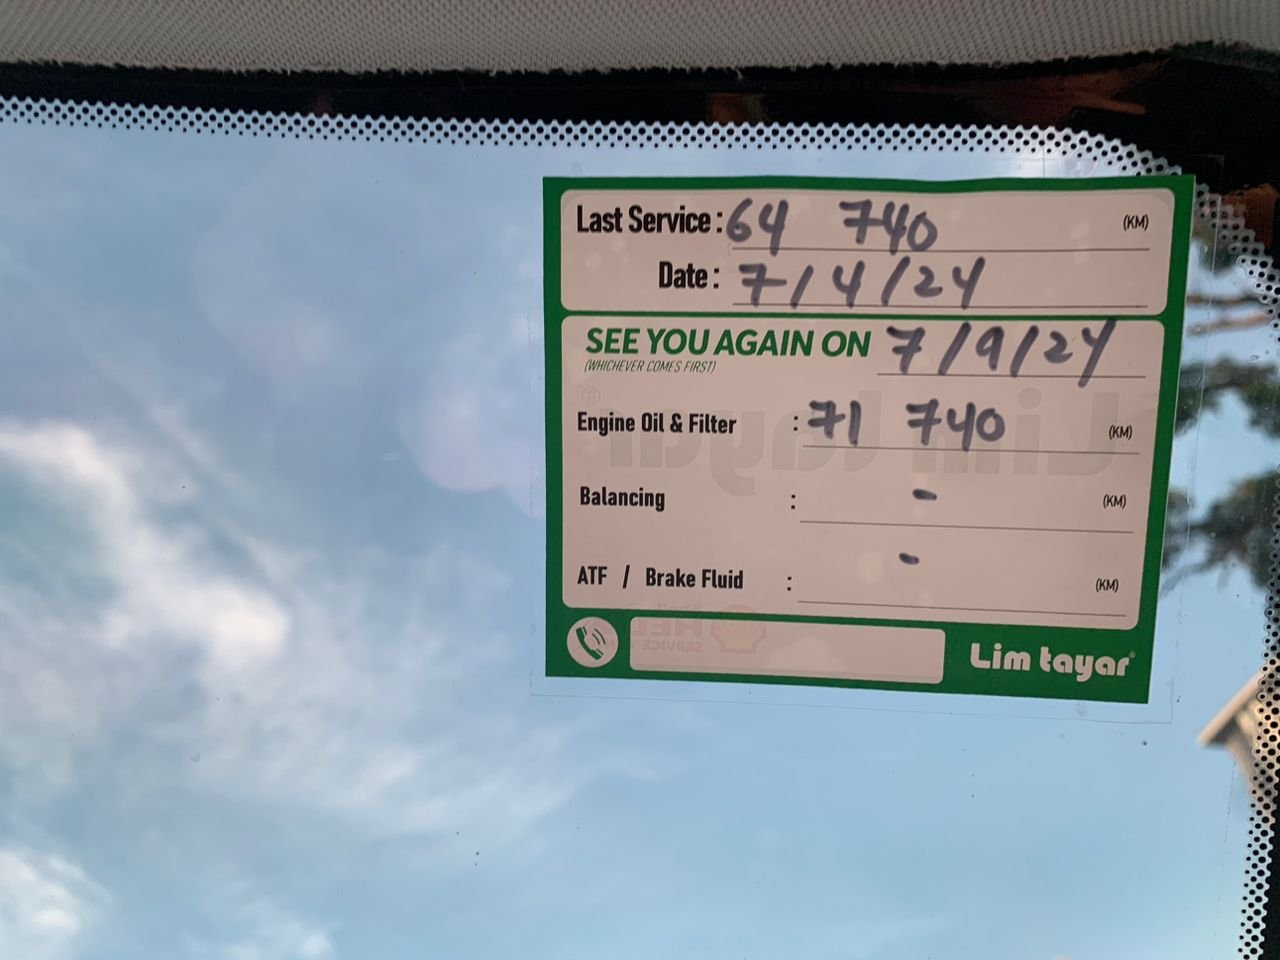 Last Service : 64 740 (KM)
Date : 7/4/24
SEE YOU AGAIN ON 7/9/24
(WHICHEVER COMES FIRST)
Engine Oil & Filter : 71 740 (KM)
Balancing : - (KM)
ATF / Brake Fluid : - (KM)
Lim tayar